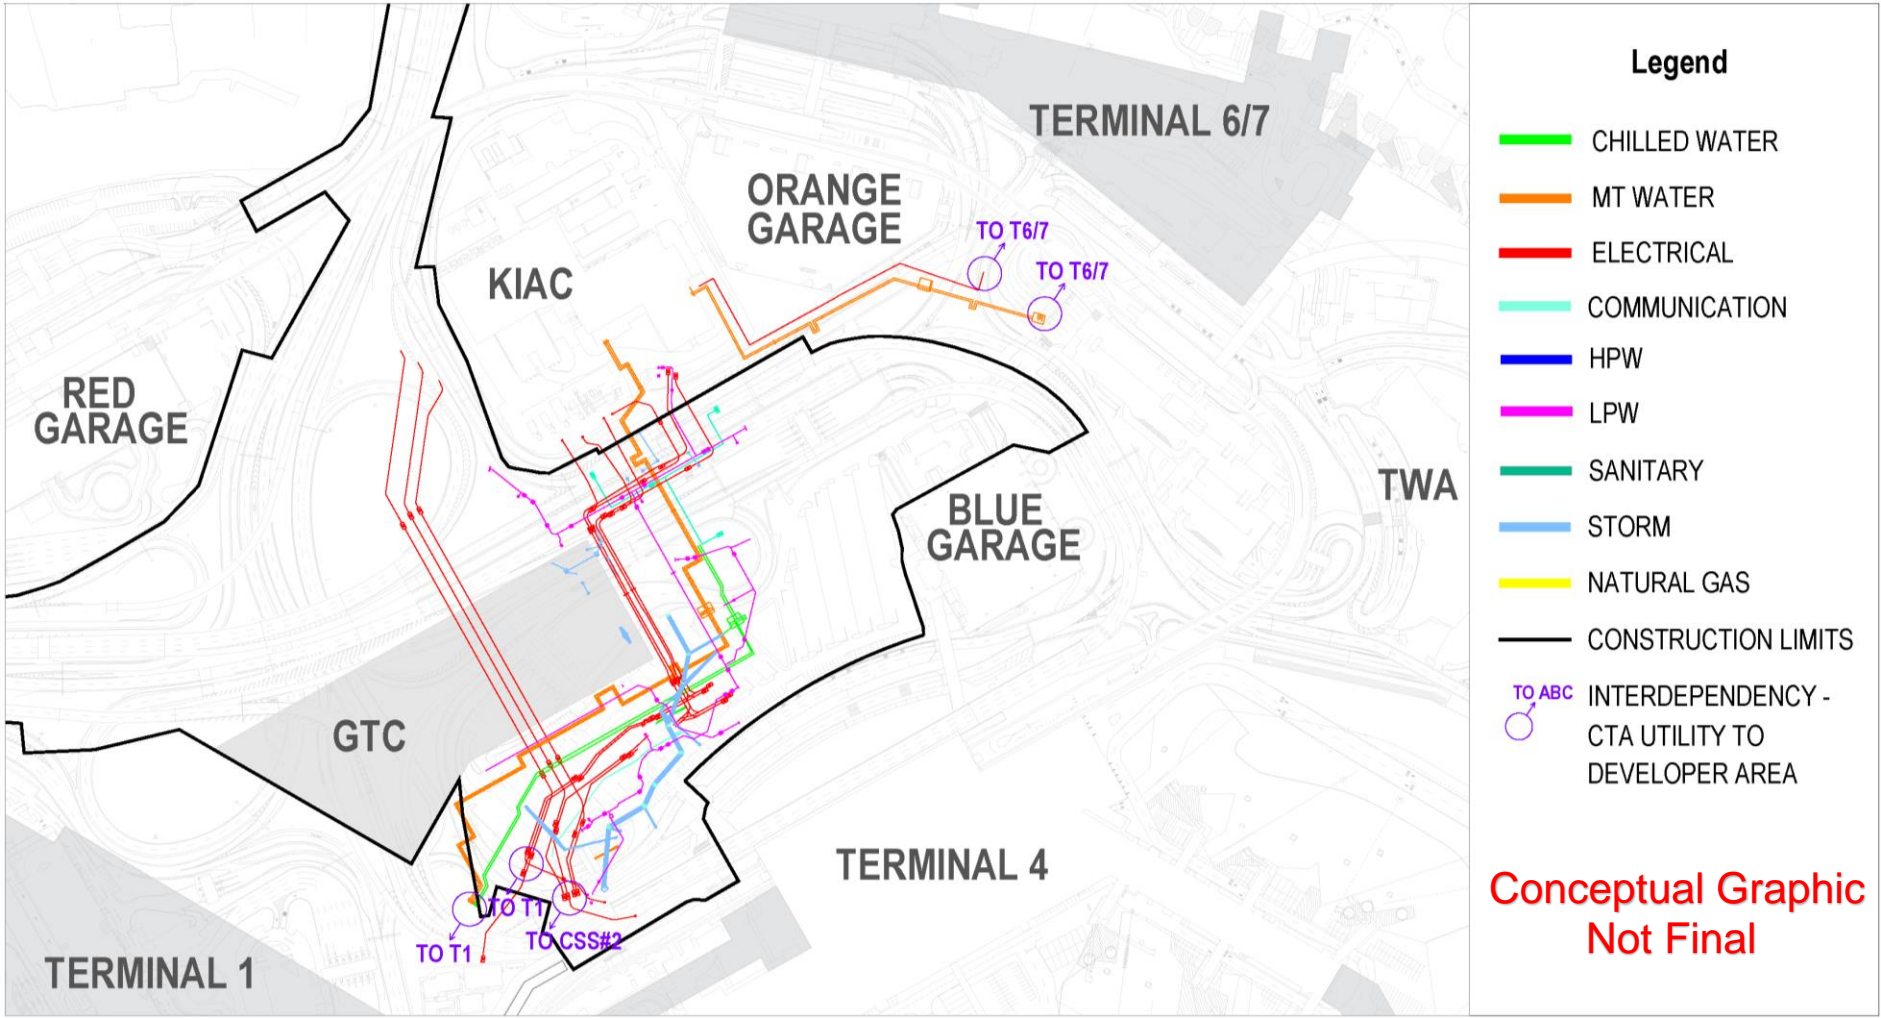 TERMINAL 6/7
ORANGE
GARAGE
TO T6/7
TO T6/7
KIAC
RED
GARAGE
TWA
BLUE
GARAGE
GTC
TERMINAL 4
TO T1
TO CSS#2
TO T1
TERMINAL 1
Legend
CHILLED WATER
MT WATER
ELECTRICAL
COMMUNICATION
HPW
LPW
SANITARY
STORM
NATURAL GAS
CONSTRUCTION LIMITS
TO ABC
INTERDEPENDENCY -
CTA UTILITY TO
DEVELOPER AREA
Conceptual Graphic
Not Final